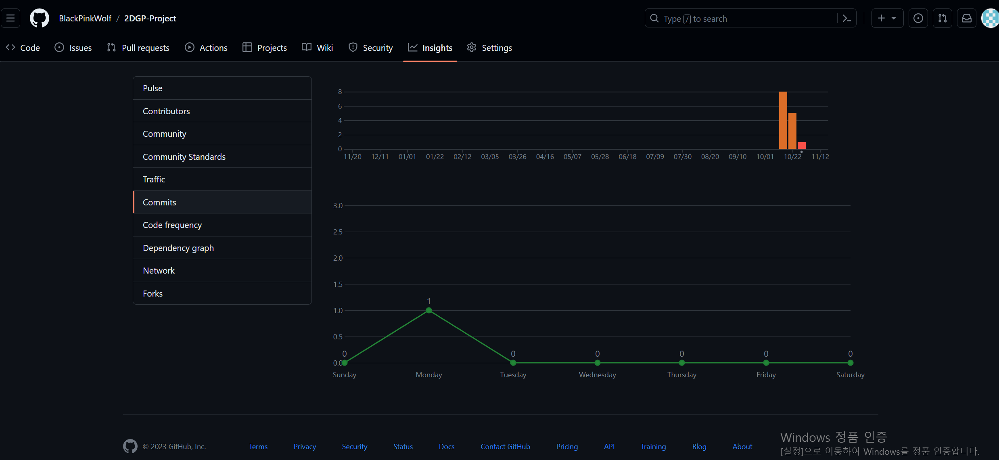 BlackPinkWolf / 2DGP-Project
Type / to search
Code Issues Pull requests Actions Projects Wiki Security Insights Settings
Pulse
Contributors
Community
Community Standards
Traffic
Commits
Code frequency
Dependency graph
Network
Forks
8
6
4
2
0
11/20 12/11 01/01 01/22 02/12 03/05 03/26 04/16 05/07 05/28 06/18 07/09 07/30 08/20 09/10 10/01 10/22 11/12
3.0
2.5
2.0
1.5
1
1.0
0.5
0 0 0 0 0 0
0.0
Sunday Monday Tuesday Wednesday Thursday Friday Saturday
© 2023 GitHub, Inc. Terms Privacy Security Status Docs Contact GitHub Pricing API Training Blog About
Windows 정품 인증
[설정]으로 이동하여 Windows를 정품 인증합니다.